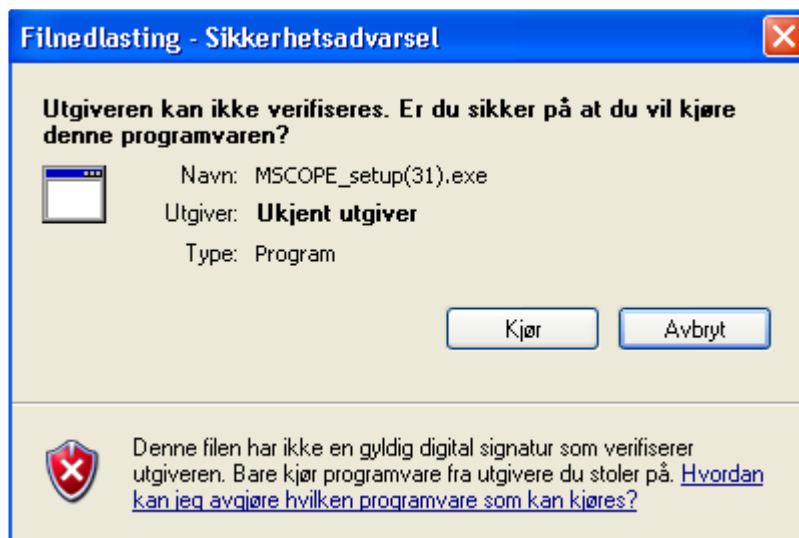 Filnedlasting - Sikkerhetsadvarsel
Utgiveren kan ikke verifiseres. Er du sikker på at du vil kjøre
denne programvaren?
Navn: MSCOPE_setup(31).exe
Utgiver: Ukjent utgiver
Type: Program
Kjør Avbryt
Denne filen har ikke en gyldig digital signatur som verifiserer
utgiveren. Bare kjør programvare fra utgivere du stoler på. Hvordan
kan jeg avgjøre hvilken programvare som kan kjøres?